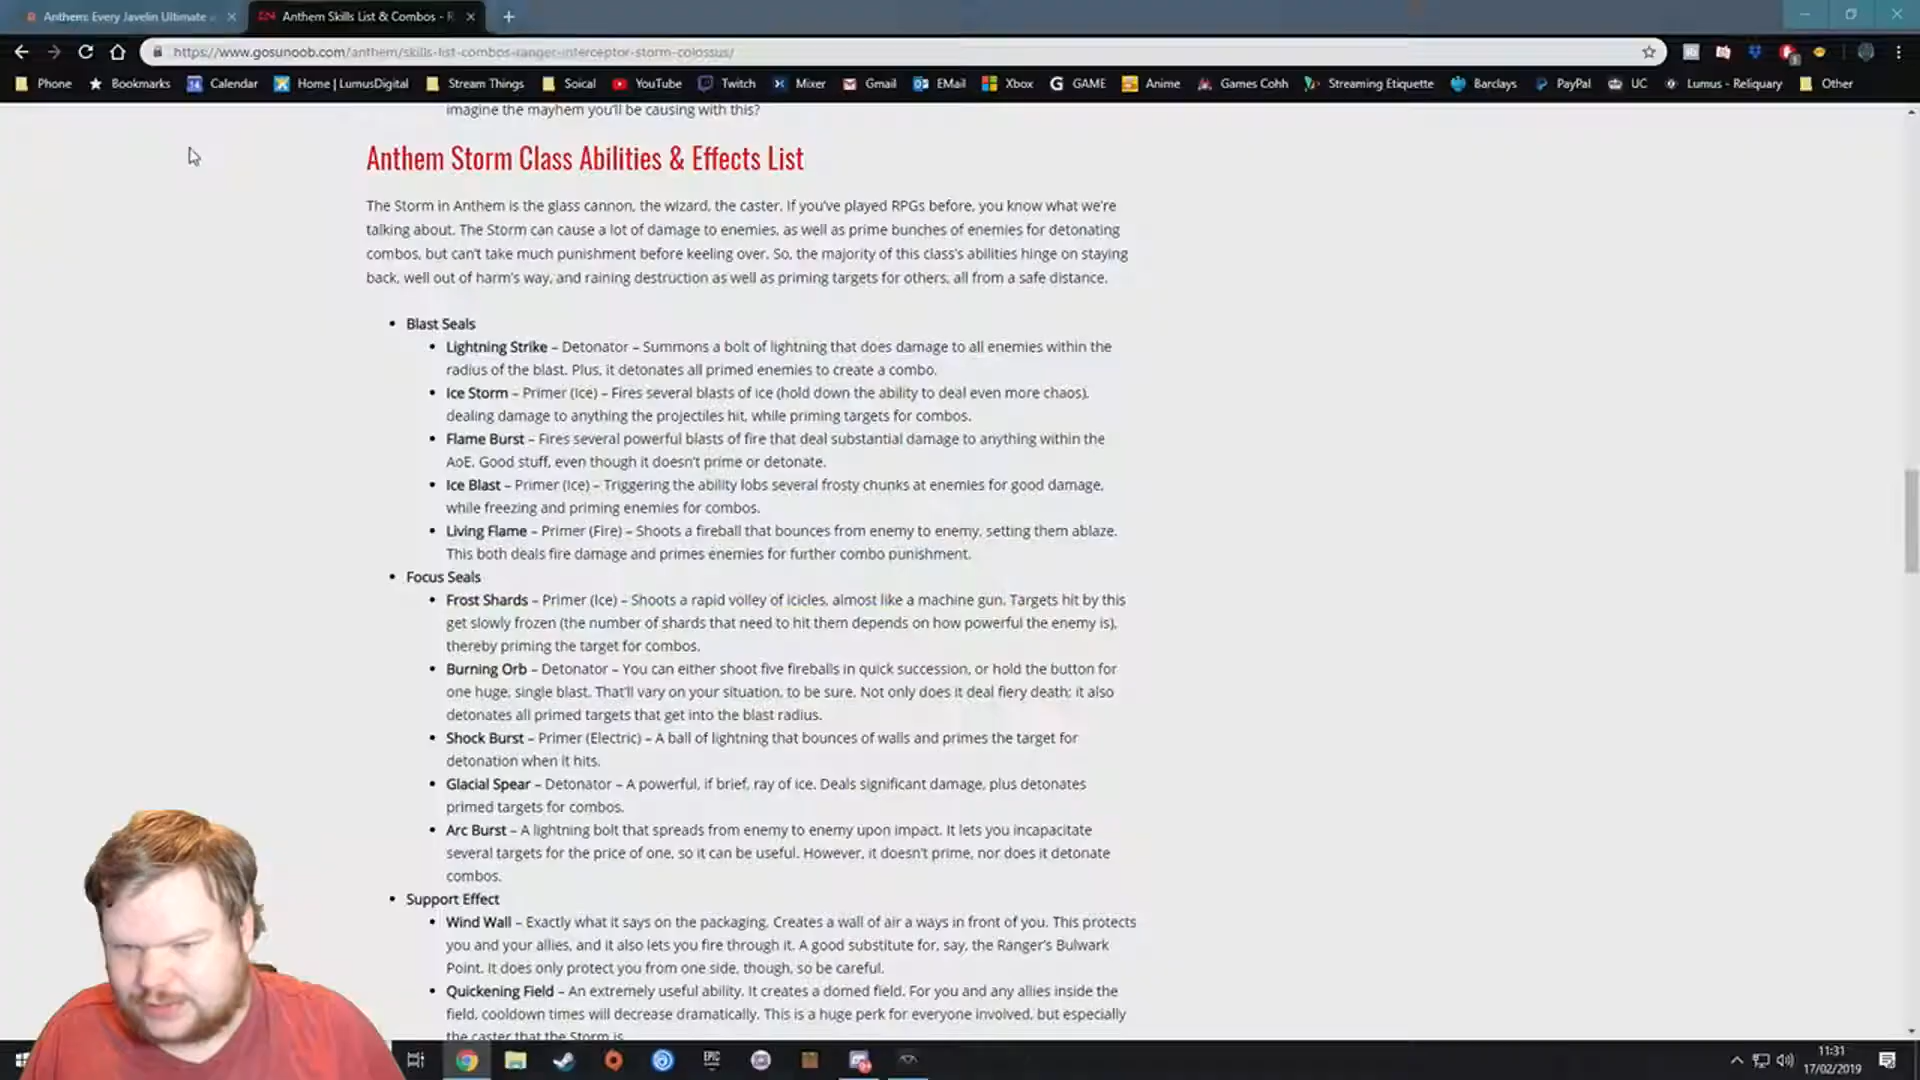 Anthem: Every Javelin Ultimate
Anthem Skills List & Combos - R
https://www.gosunoob.com/anthem/skills-list-combos-ranger-interceptor-storm-colossus/
Phone Bookmarks Calendar Home | LumusDigital Stream Things Soical YouTube Twitch Mixer Gmail EMail Xbox GAME Anime Games Cohh Streaming Etiquette Barclays PayPal UC Lumus - Reliquary Other
imagine the mayhem you'll be causing with this?
Anthem Storm Class Abilities & Effects List
The Storm in Anthem is the glass cannon, the wizard, the caster. If you've played RPGs before, you know what we're
talking about. The Storm can cause a lot of damage to enemies, as well as prime bunches of enemies for detonating
combos, but can't take much punishment before keeling over. So, the majority of this class's abilities hinge on staying
back, well out of harm's way, and raining destruction as well as priming targets for others, all from a safe distance.
• Blast Seals
• Lightning Strike – Detonator – Summons a bolt of lightning that does damage to all enemies within the
radius of the blast. Plus, it detonates all primed enemies to create a combo.
• Ice Storm – Primer (Ice) – Fires several blasts of ice (hold down the ability to deal even more chaos),
dealing damage to anything the projectiles hit, while priming targets for combos.
• Flame Burst – Fires several powerful blasts of fire that deal substantial damage to anything within the
AoE. Good stuff, even though it doesn't prime or detonate.
• Ice Blast – Primer (Ice) – Triggering the ability lobs several frosty chunks at enemies for good damage,
while freezing and priming enemies for combos.
• Living Flame – Primer (Fire) – Shoots a fireball that bounces from enemy to enemy, setting them ablaze.
This both deals fire damage and primes enemies for further combo punishment.
• Focus Seals
• Frost Shards – Primer (Ice) – Shoots a rapid volley of icicles, almost like a machine gun. Targets hit by this
get slowly frozen (the number of shards that need to hit them depends on how powerful the enemy is),
thereby priming the target for combos.
• Burning Orb – Detonator – You can either shoot five fireballs in quick succession, or hold the button for
one huge, single blast. That'll vary on your situation, to be sure. Not only does it deal fiery death; it also
detonates all primed targets that get into the blast radius.
• Shock Burst – Primer (Electric) – A ball of lightning that bounces of walls and primes the target for
detonation when it hits.
• Glacial Spear – Detonator – A powerful, if brief, ray of ice. Deals significant damage, plus detonates
primed targets for combos.
• Arc Burst – A lightning bolt that spreads from enemy to enemy upon impact. It lets you incapacitate
several targets for the price of one, so it can be useful. However, it doesn't prime, nor does it detonate
combos.
• Support Effect
• Wind Wall – Exactly what it says on the packaging. Creates a wall of air a ways in front of you. This protects
you and your allies, and it also lets you fire through it. A good substitute for, say, the Ranger's Bulwark
Point. It does only protect you from one side, though, so be careful.
• Quickening Field – An extremely useful ability. It creates a domed field. For you and any allies inside the
field, cooldown times will decrease dramatically. This is a huge perk for everyone involved, but especially
the caster that the Storm is.
EPIC
11:31
17/02/2019